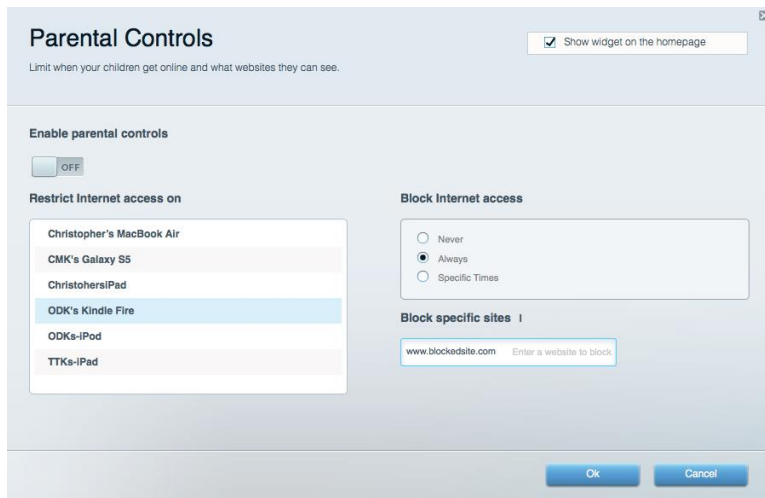 Parental Controls
Show widget on the homepage
Limit when your children get online and what websites they can see.
Enable parental controls
OFF
Restrict Internet access on
Christopher's MacBook Air
CMK's Galaxy S5
ChristohersiPad
ODK's Kindle Fire
ODKs-iPod
TTKs-iPad
Block Internet access
Never
Always
Specific Times
Block specific sites I
www.blockedsite.com Enter a website to block
Ok
Cancel